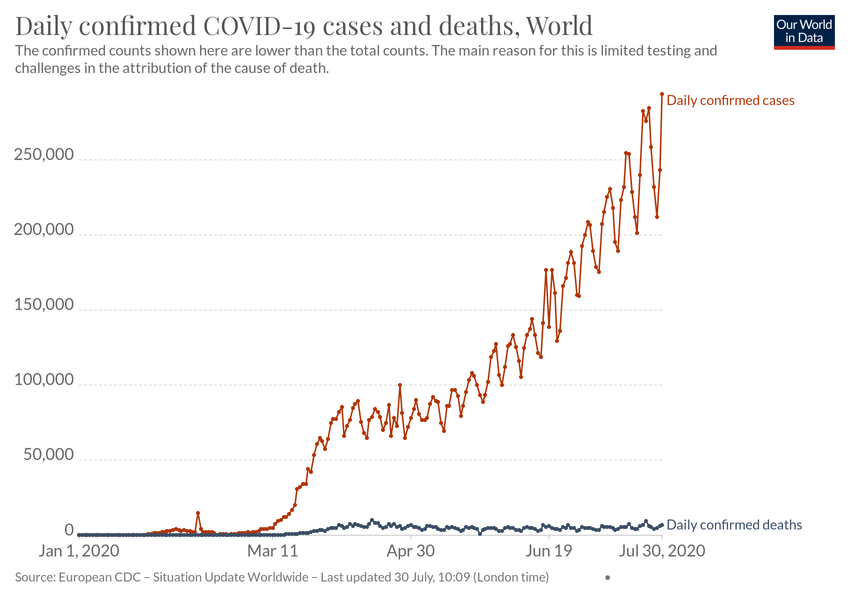 Daily confirmed COVID-19 cases and deaths, World
Our World
in Data
The confirmed counts shown here are lower than the total counts. The main reason for this is limited testing and
challenges in the attribution of the cause of death.
Daily confirmed cases
250,000
200,000
150,000
100,000
50,000
0
Daily confirmed deaths
Jan 1, 2020
Mar 11
Apr 30
Jun 19
Jul 30, 2020
Source: European CDC – Situation Update Worldwide – Last updated 30 July, 10:09 (London time)